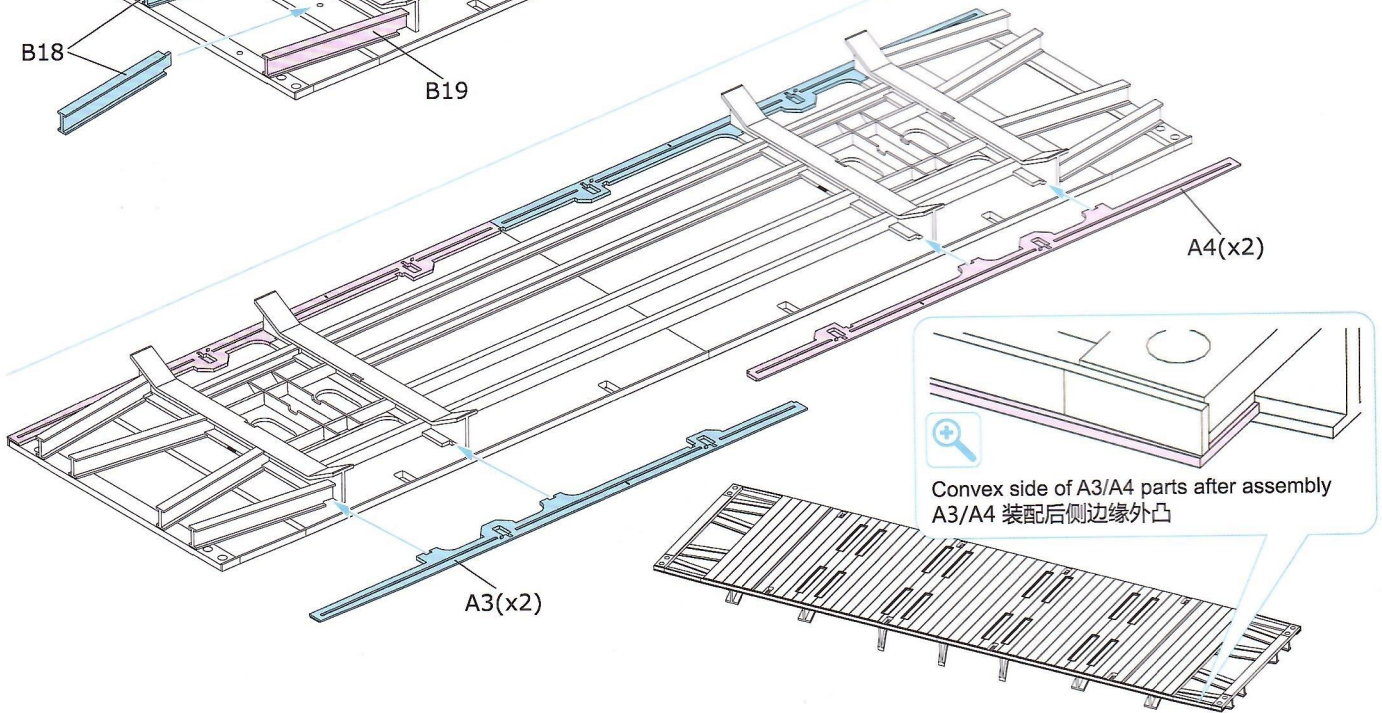 B18
B19
A4(x2)
Convex side of A3/A4 parts after assembly
A3/A4 装配后侧边缘外凸
A3(x2)